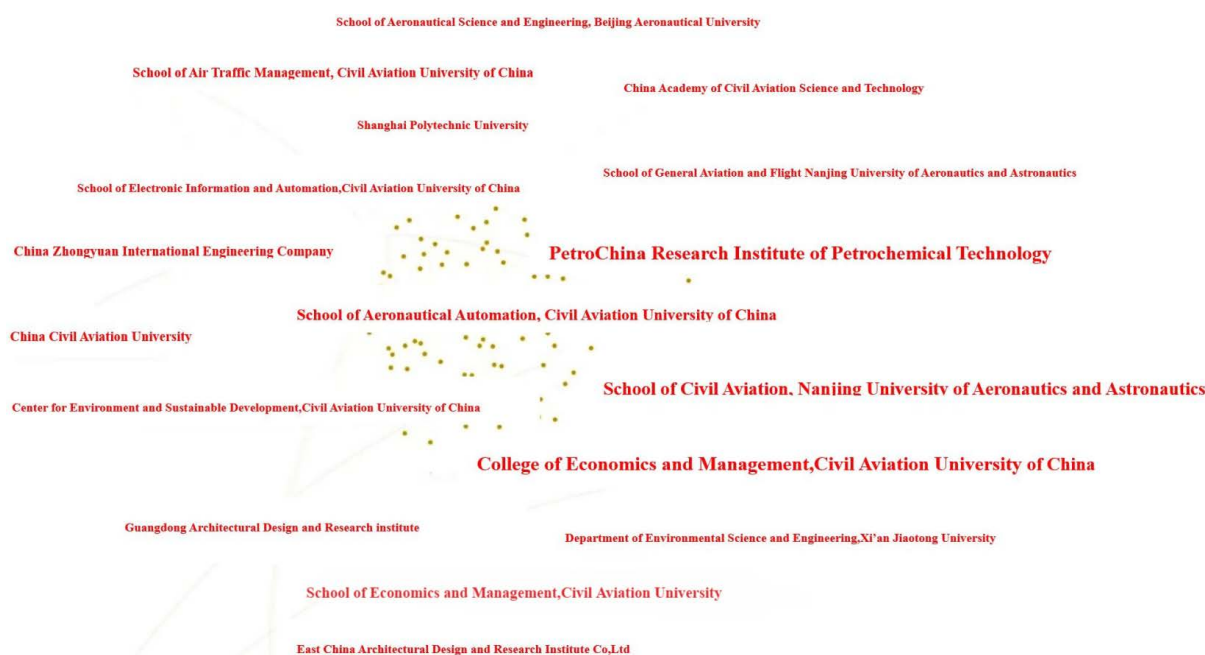 School of Aeronautical Science and Engineering, Beijing Aeronautical University
School of Air Traffic Management, Civil Aviation University of China
China Academy of Civil Aviation Science and Technology
Shanghai Polytechnic University
School of General Aviation and Flight Nanjing University of Aeronautics and Astronautics
School of Electronic Information and Automation,Civil Aviation University of China
China Zhongyuan International Engineering Company
PetroChina Research Institute of Petrochemical Technology
School of Aeronautical Automation, Civil Aviation University of China
China Civil Aviation University
School of Civil Aviation, Nanjing University of Aeronautics and Astronautics
Center for Environment and Sustainable Development,Civil Aviation University of China
College of Economics and Management,Civil Aviation University of China
Guangdong Architectural Design and Research institute
Department of Environmental Science and Engineering,Xi'an Jiaotong University
School of Economics and Management,Civil Aviation University
East China Architectural Design and Research Institute Co,Ltd